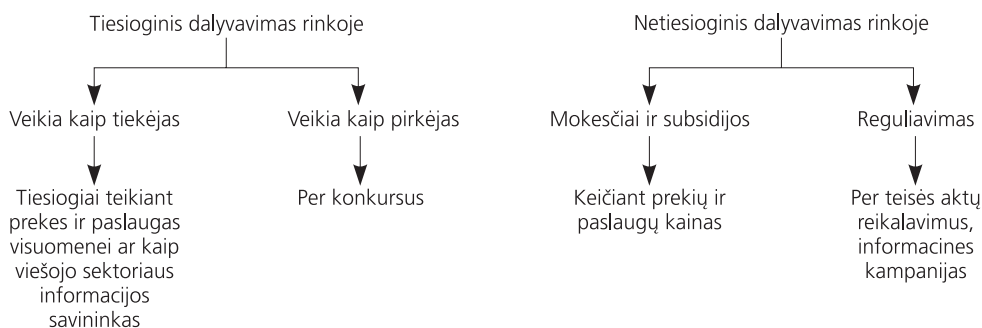 Tiesioginis dalyvavimas rinkoje
Veikia kaip tiekėjas
Veikia kaip pirkėjas
Tiesiogiai teikiant
prekes ir paslaugas
visuomenei ar kaip
viešojo sektoriaus
informacijos
savininkas
Per konkursus
Netiesioginis dalyvavimas rinkoje
Mokesčiai ir subsidijos
Reguliavimas
Keičiant prekių ir
paslaugų kainas
Per teisės aktų
reikalavimus,
informacines
kampanijas